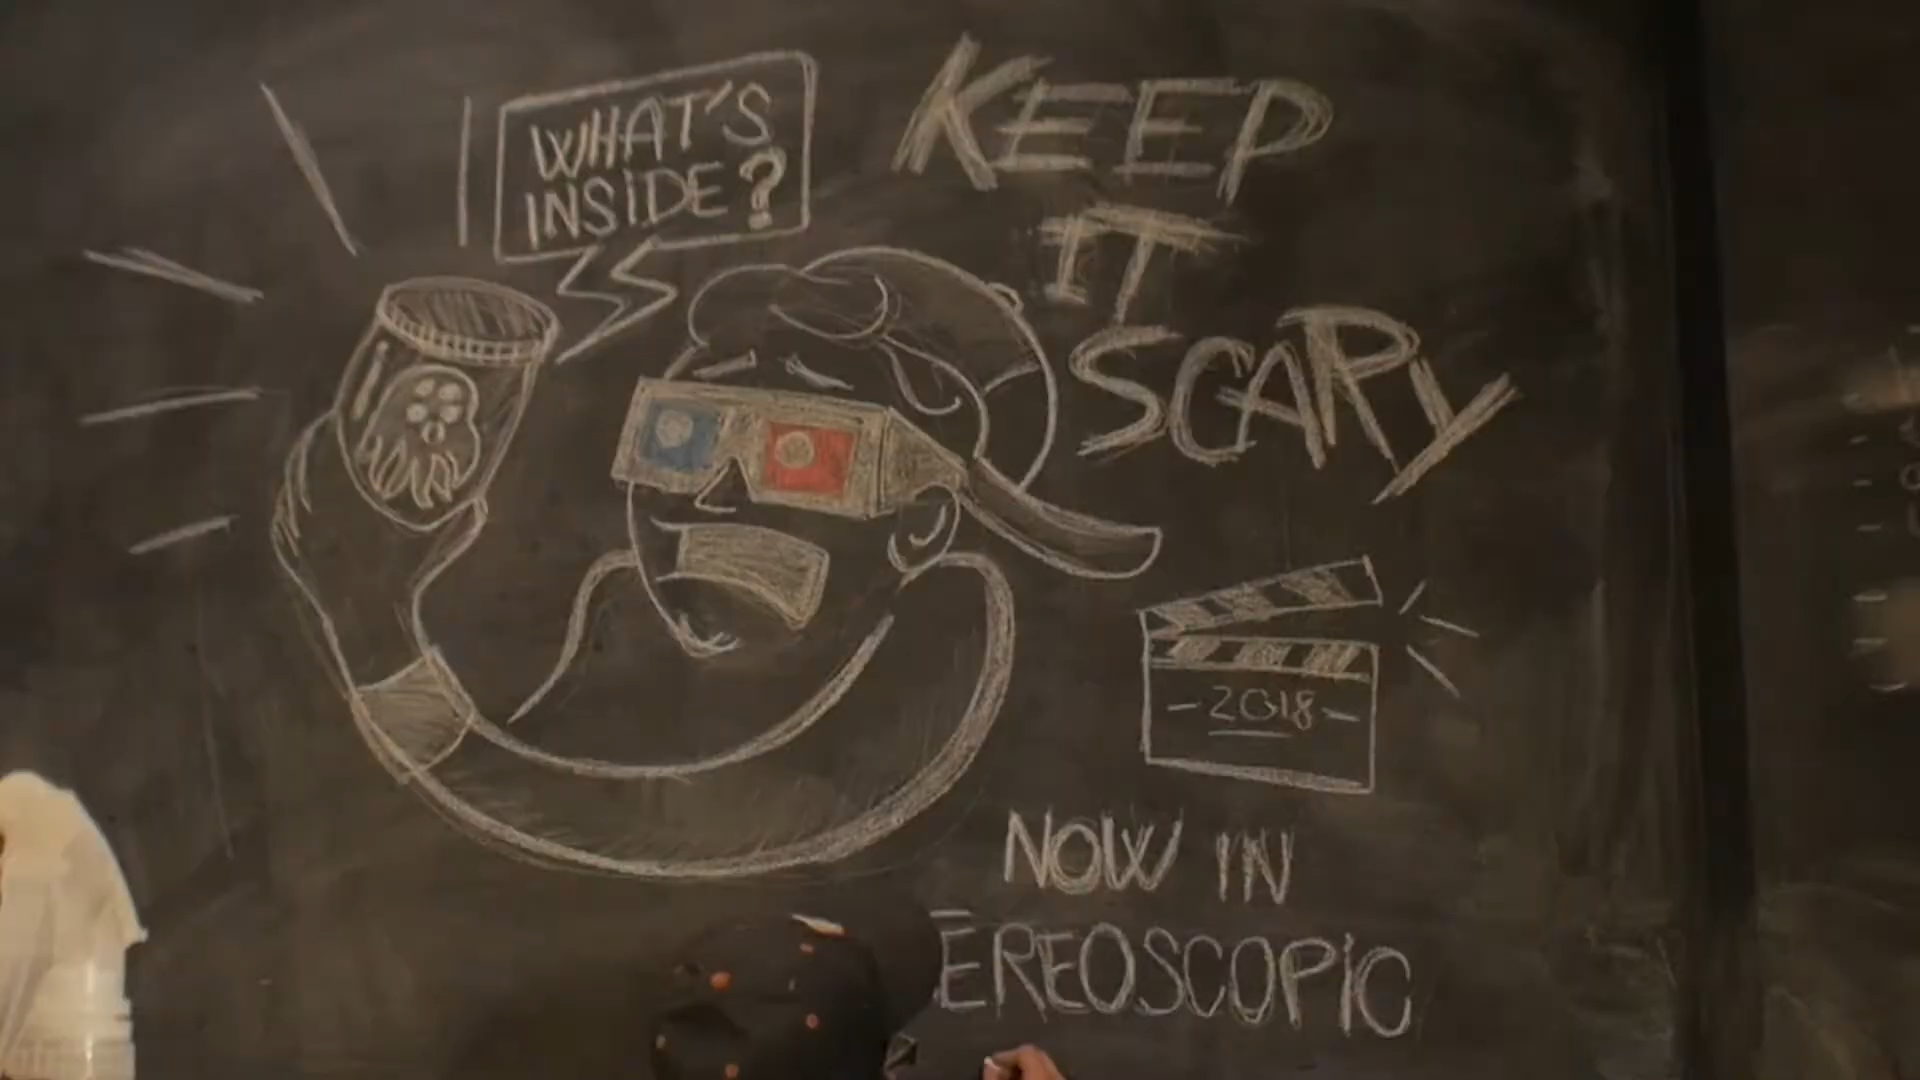 WHAT'S
INSIDE?
KEEP
IT
SCARY
-2018-
NOW IN
EREOSCOPIC